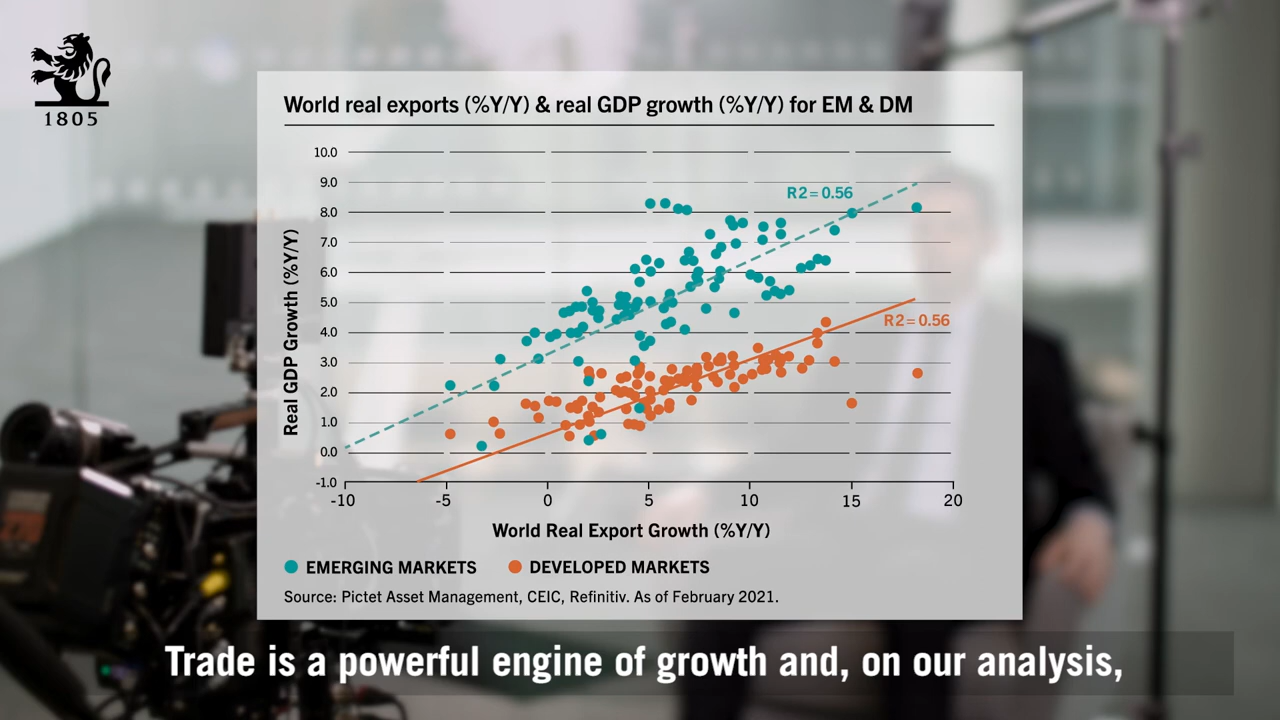 1805
World real exports (%Y/Y) & real GDP growth (%Y/Y) for EM & DM
Real GDP Growth (%Y/Y)
10.0
9.0
8.0
7.0
6.0
5.0
4.0
3.0
2.0
1.0
0.0
-1.0
R2=0.56
R2=0.56
-10 -5 0 5 10 15 20
World Real Export Growth (%Y/Y)
EMERGING MARKETS DEVELOPED MARKETS
Source: Pictet Asset Management, CEIC, Refinitiv. As of February 2021.
Trade is a powerful engine of growth and, on our analysis,